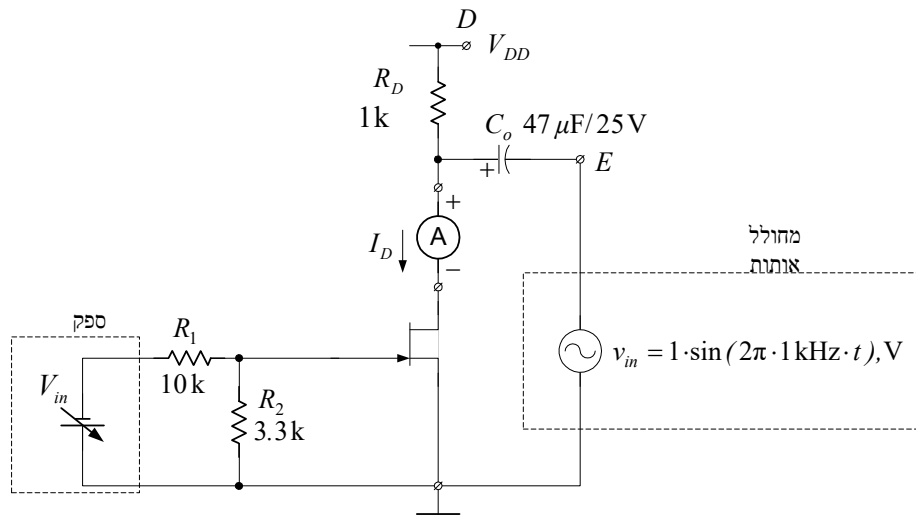 D
V_DD
R_D
1k
C_o 47 µF/25 V
+
E
+
A
I_D
−
מחולל
אותות
ספק
R_1
10k
V_in
R_2
3.3k
v_in = 1·sin(2π·1kHz·t),V